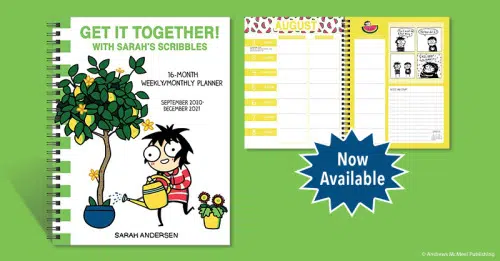 GET IT TOGETHER!
WITH SARAH'S SCRIBBLES
16-MONTH
WEEKLY/MONTHLY PLANNER
SEPTEMBER 2020-
DECEMBER 2021
SARAH ANDERSEN
AUGUST
Now
Available
© Andrews McMeel Publishing